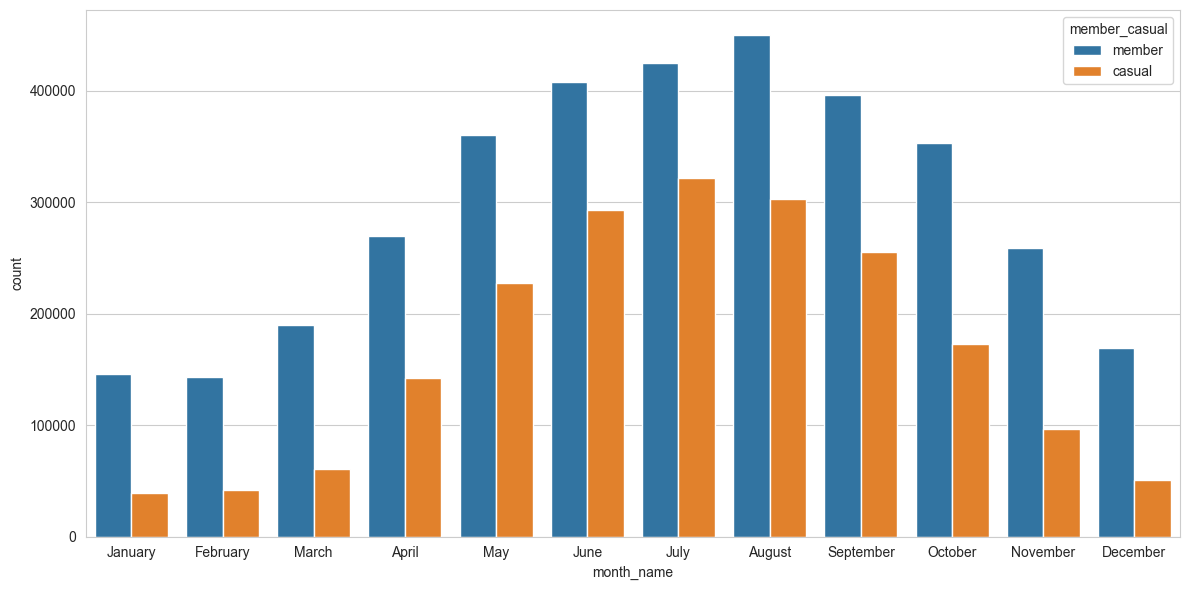 member_casual
member
casual
400000
300000
200000
100000
0
count
January February March April May June July August September October November December
month_name